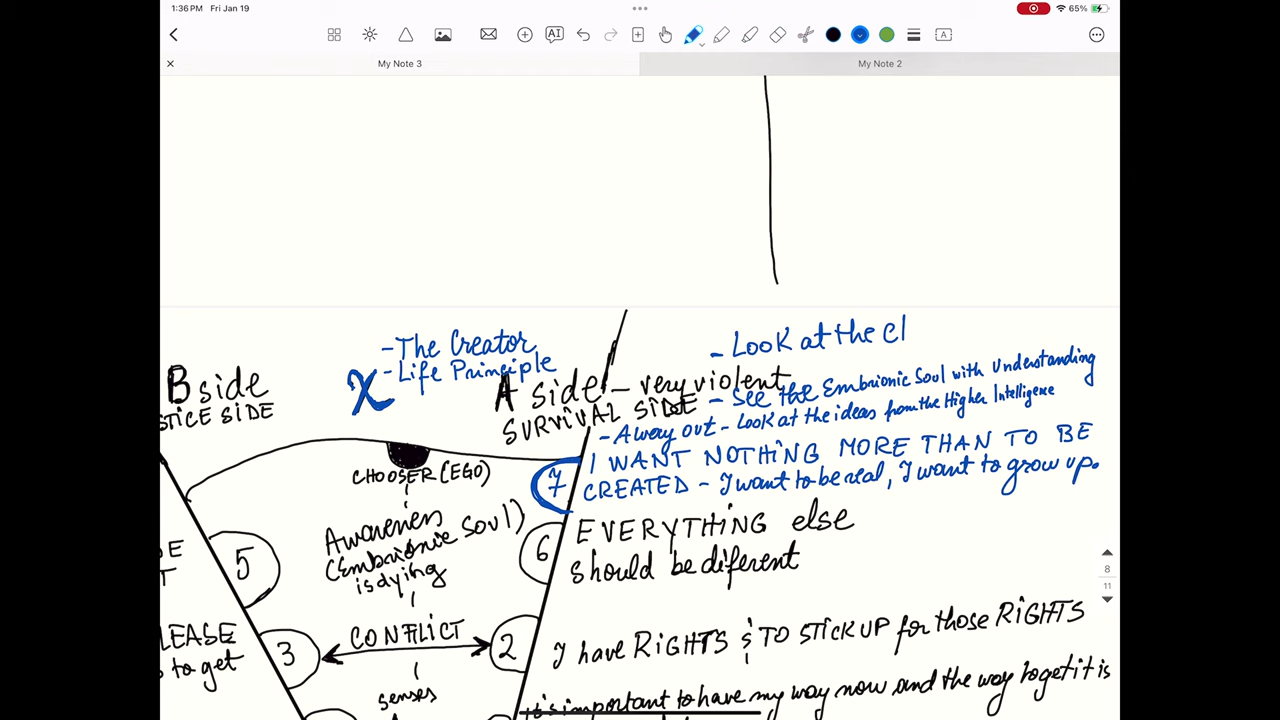 1:36 PM Fri Jan 19
65%
AI
A
My Note 3
My Note 2
- The Creator
- Life Principle
X
- Look at the cl
B side
STICE SIDE
A side - very violent
SURVIVAL SIDE
- See the Embrionic Soul with Understanding
- A way out - Look at the ideas from the Higher Intelligence
7 I WANT NOTHING MORE THAN TO BE
CREATED - I want to be real, I want to grow up.
CHOOSER (EGO)
Awareness
(Embrionic Soul)
is dying
6 EVERYTHING else
should be diferent
5
E
T
8
11
LEASE
s to get
3
CONFLICT
2
I have RIGHTS & TO STICK UP for those RIGHTS
senses
it's important to have my way now and the way to get it is